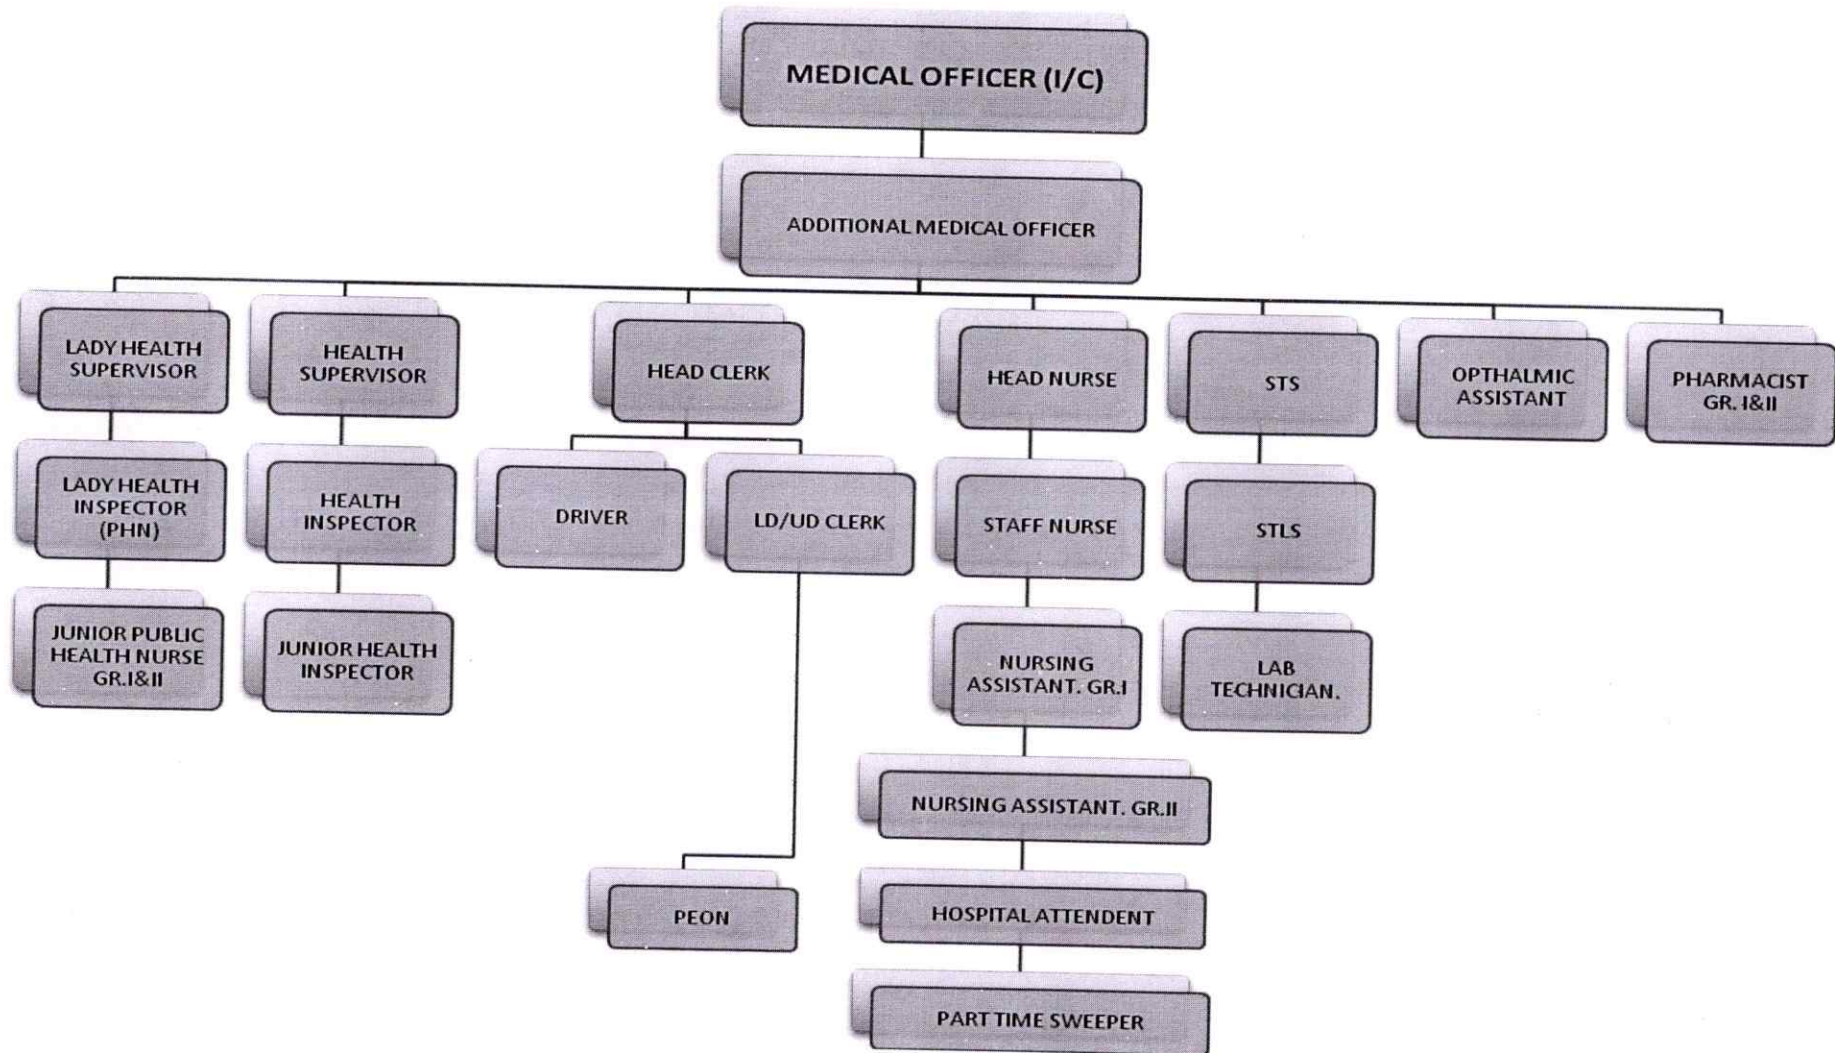 MEDICAL OFFICER (I/C)
ADDITIONAL MEDICAL OFFICER
LADY HEALTH
SUPERVISOR
HEALTH
SUPERVISOR
HEAD CLERK
HEAD NURSE
STS
OPTHALMIC
ASSISTANT
PHARMACIST
GR. I&II
LADY HEALTH
INSPECTOR
(PHN)
HEALTH
INSPECTOR
DRIVER
LD/UD CLERK
STAFF NURSE
STLS
JUNIOR PUBLIC
HEALTH NURSE
GR.I&II
JUNIOR HEALTH
INSPECTOR
NURSING
ASSISTANT. GR.I
LAB
TECHNICIAN.
NURSING ASSISTANT. GR.II
PEON
HOSPITAL ATTENDENT
PART TIME SWEEPER